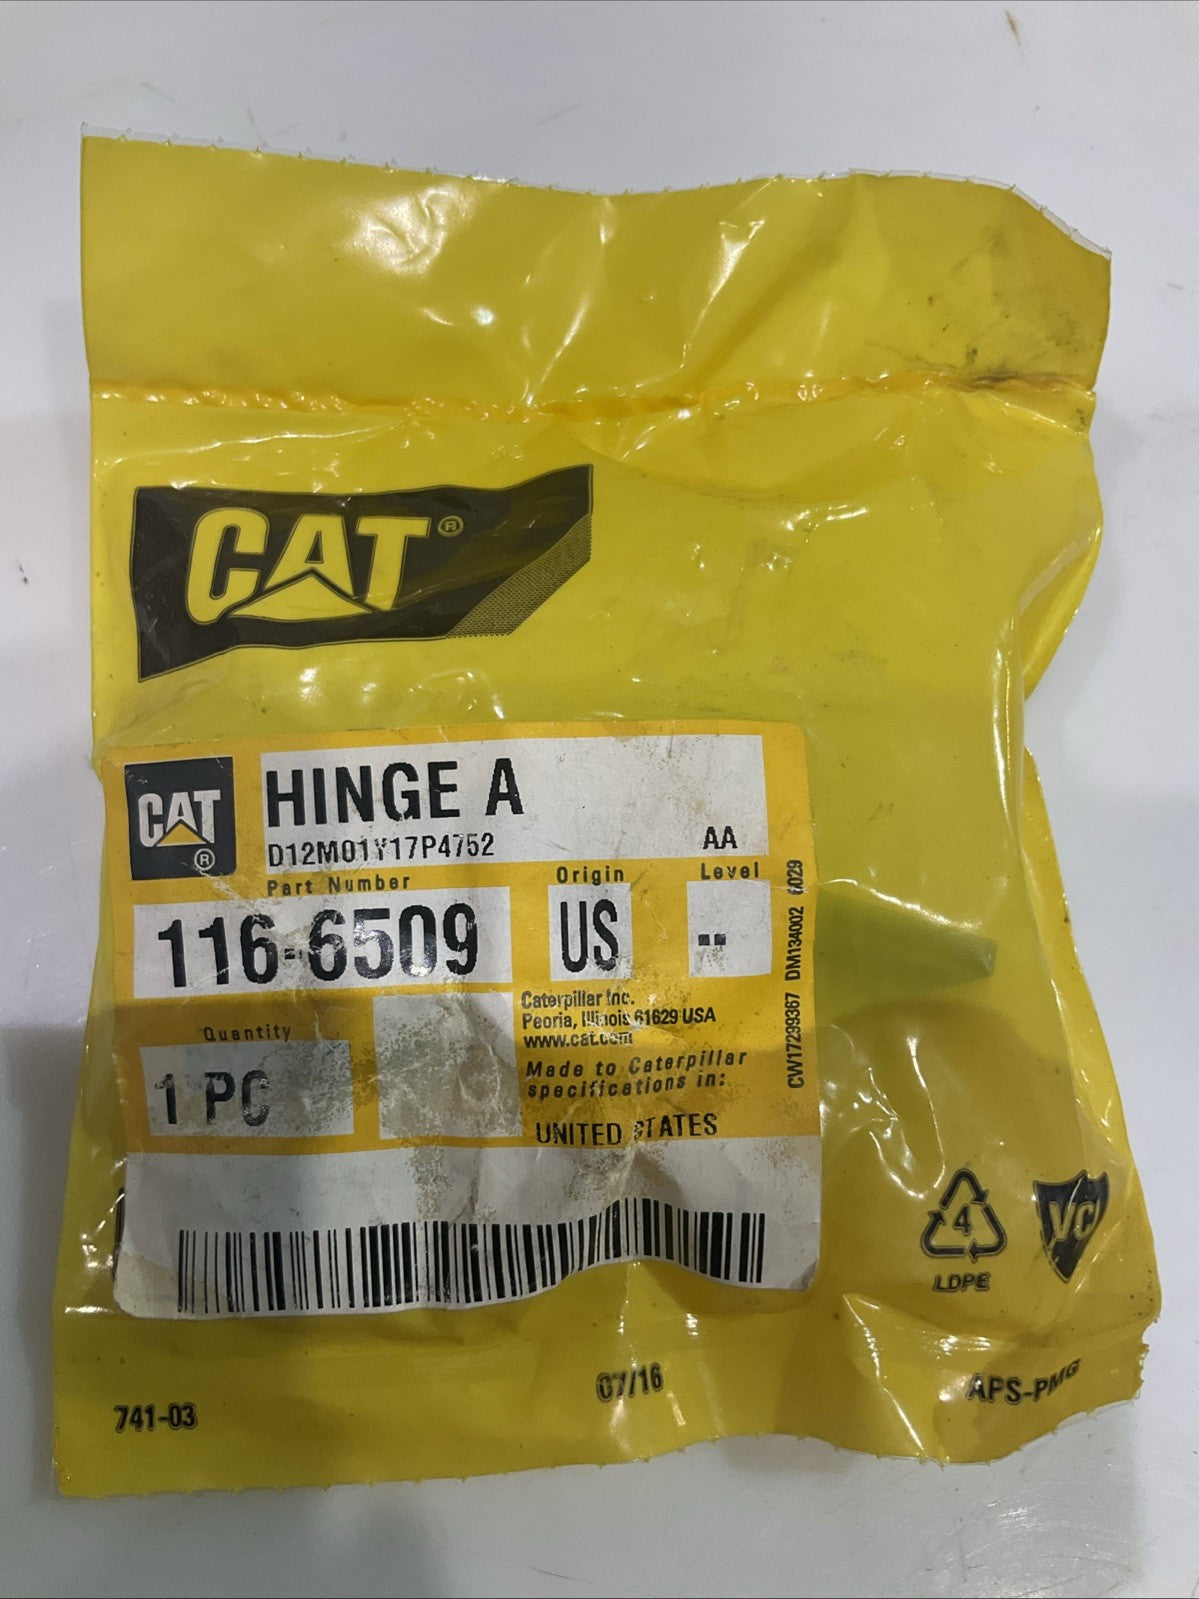 CAT®
CAT
®
HINGE A
D12M01Y17P4752
AA
Part Number
Origin
Level
116-6509
US
--
Caterpillar Inc.
Peoria, Illinois 61629 USA
www.cat.com
Quantity
1 PC
Made to Caterpillar
specifications in:
UNITED STATES
CW17239367 DM134002 6029
4
LDPE
VCI
741-03
07/16
APS-PMG